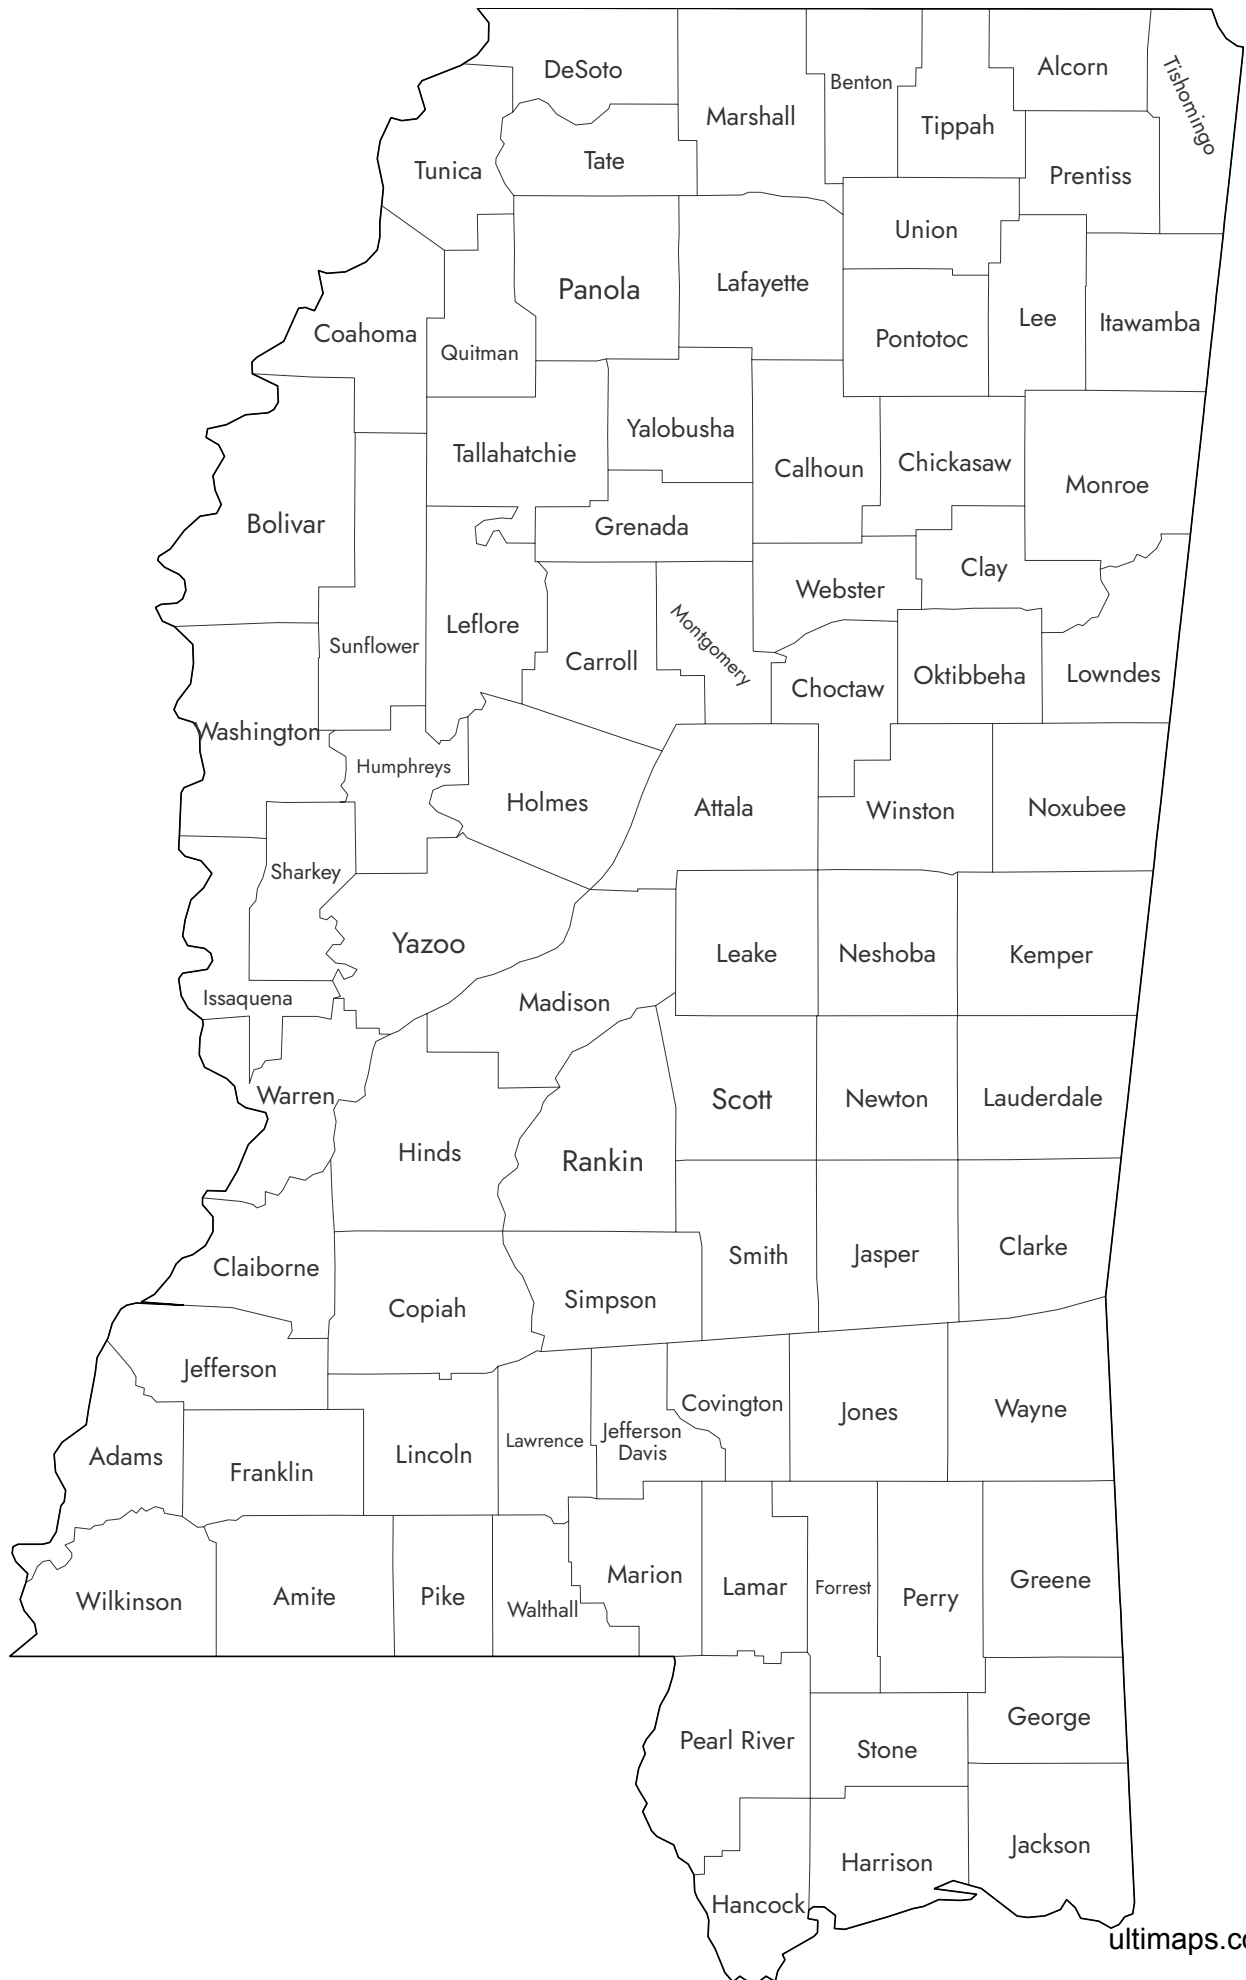 DeSoto
Marshall
Benton
Tippah
Alcorn
Tishomingo
Tunica
Tate
Prentiss
Union
Panola
Lafayette
Pontotoc
Lee
Itawamba
Coahoma
Quitman
Tallahatchie
Yalobusha
Calhoun
Chickasaw
Monroe
Bolivar
Grenada
Clay
Webster
Sunflower
Leflore
Carroll
Montgomery
Choctaw
Oktibbeha
Lowndes
Washington
Humphreys
Holmes
Attala
Winston
Noxubee
Sharkey
Yazoo
Leake
Neshoba
Kemper
Issaquena
Madison
Warren
Scott
Newton
Lauderdale
Hinds
Rankin
Smith
Jasper
Clarke
Claiborne
Copiah
Simpson
Jefferson
Covington
Jones
Wayne
Adams
Franklin
Lincoln
Lawrence
Jefferson
Davis
Wilkinson
Amite
Pike
Walthall
Marion
Lamar
Forrest
Perry
Greene
Pearl River
Stone
George
Hancock
Harrison
Jackson
ultimaps.co